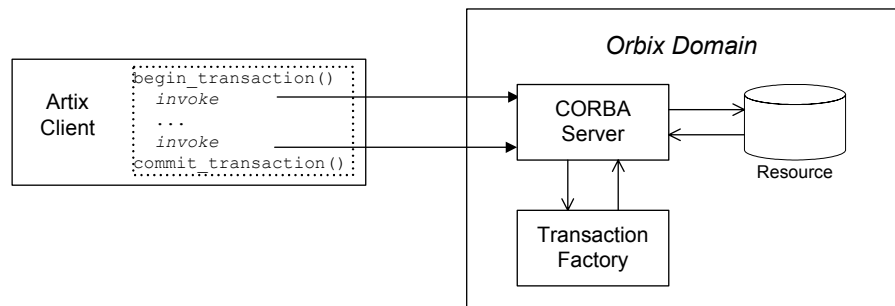 Orbix Domain
Artix
Client
begin_transaction()
invoke
...
invoke
commit_transaction()
CORBA
Server
Resource
Transaction
Factory